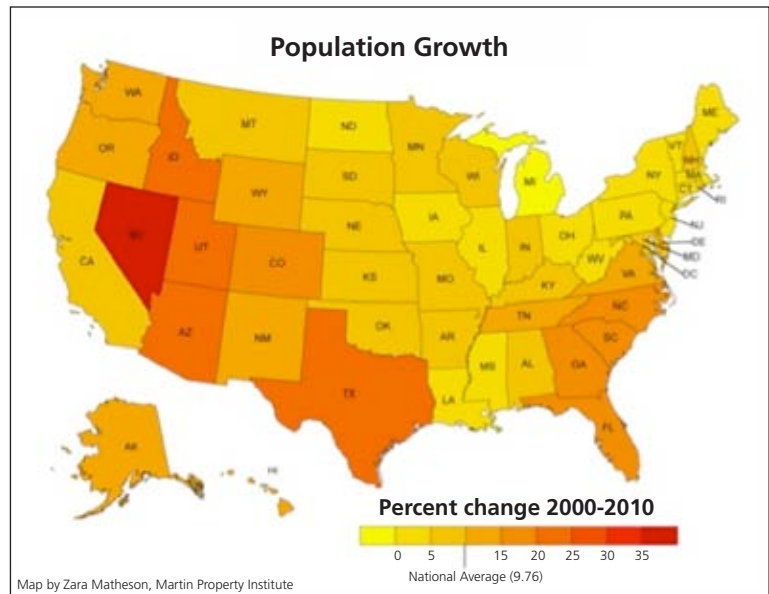 Population Growth
WA
MT
ND
ME
OR
ID
MN
VT
NH
SD
WI
NY
MA
WY
MI
CT
RI
IA
PA
NE
NJ
NV
IL
IN
OH
DE
UT
MD
CA
CO
WV
DC
KS
MO
KY
VA
NC
TN
AZ
NM
OK
AR
SC
MS
AL
GA
TX
LA
FL
AK
HI
Percent change 2000-2010
0 5 15 20 25 30 35
National Average (9.76)
Map by Zara Matheson, Martin Property Institute